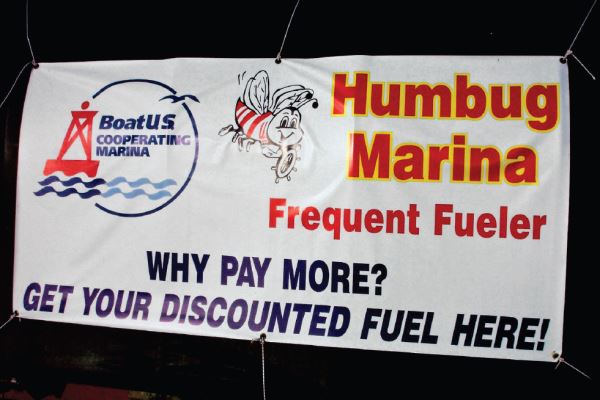 BoatU.S.
COOPERATING
MARINA
Humbug
Marina
Frequent Fueler
WHY PAY MORE?
GET YOUR DISCOUNTED FUEL HERE!